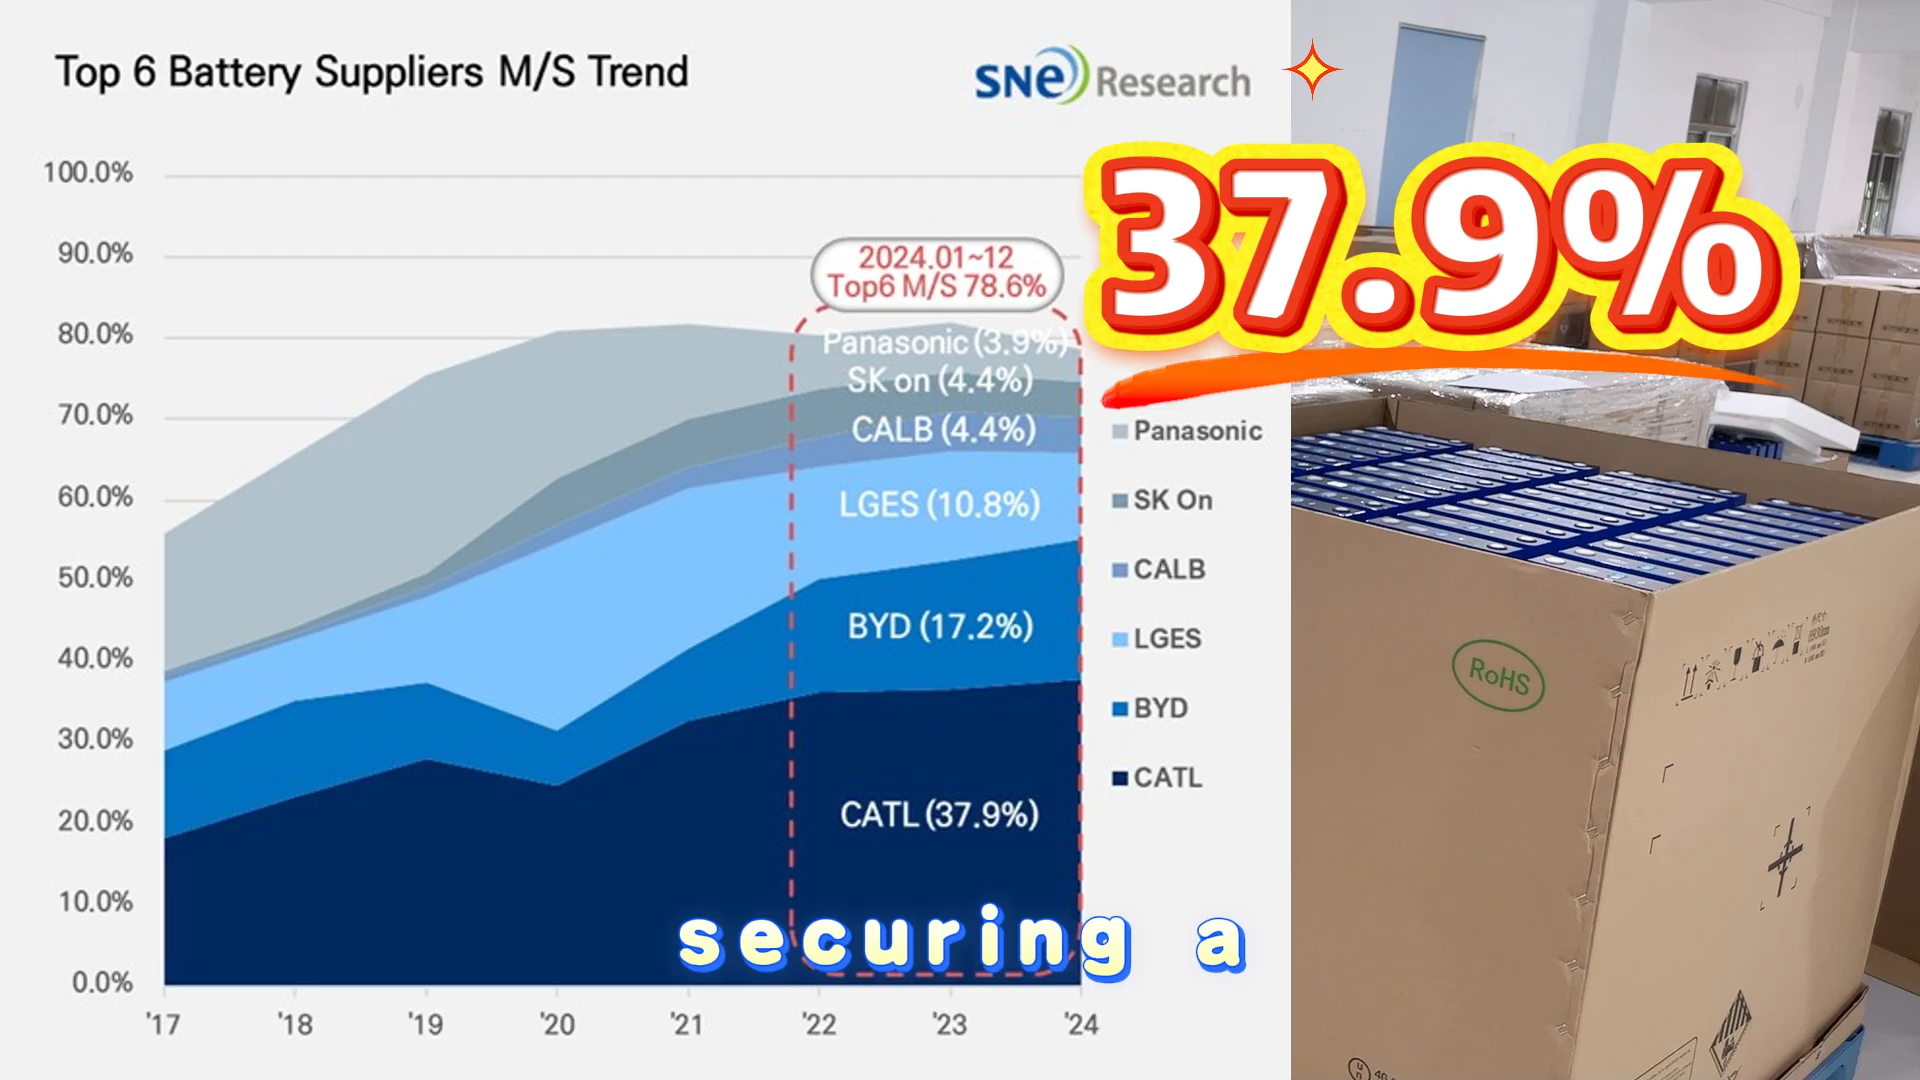 Top 6 Battery Suppliers M/S Trend
SNe Research
37.9%
100.0%
90.0%
80.0%
70.0%
60.0%
50.0%
40.0%
30.0%
20.0%
10.0%
0.0%
2024.01~12
Top6 M/S 78.6%
Panasonic (3.9%)
SK on (4.4%)
CALB (4.4%)
LGES (10.8%)
BYD (17.2%)
CATL (37.9%)
Panasonic
SK On
CALB
LGES
BYD
CATL
'17
'18
'19
'20
'21
'22
'23
'24
securing a
RoHS